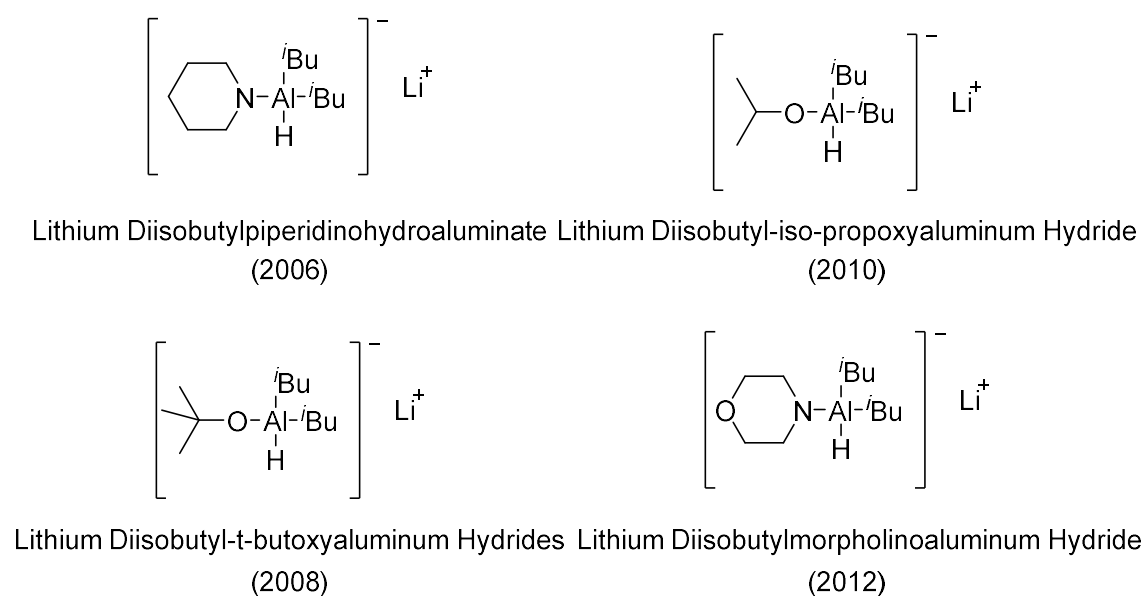 iBu
N Al iBu
H
−
Li+
iBu
O Al iBu
H
−
Li+
Lithium Diisobutylpiperidinohydroaluminate Lithium Diisobutyl-iso-propoxyaluminum Hydride
(2006) (2010)
iBu
O Al iBu
H
−
Li+
iBu
O N Al iBu
H
−
Li+
Lithium Diisobutyl-t-butoxyaluminum Hydrides Lithium Diisobutylmorpholinoaluminum Hydride
(2008) (2012)